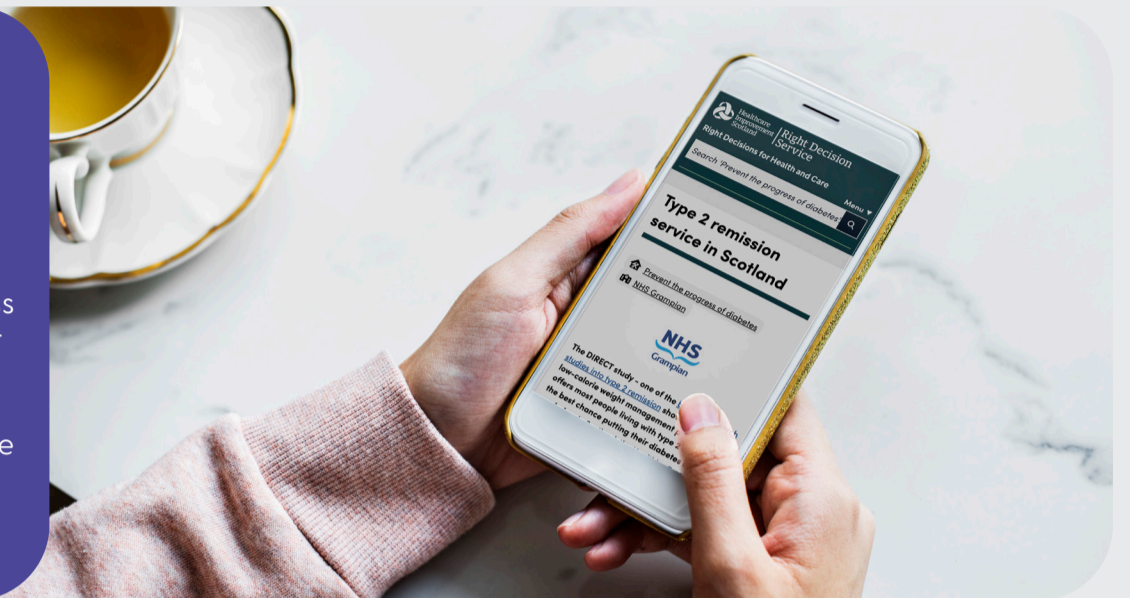 s
e
Healthcare
Improvement
Scotland
Right Decision
Service
Right Decisions for Health and Care
Menu
Search 'Prevent the progress of diabetes'
Type 2 remission
service in Scotland
Prevent the progress of diabetes
NHS Grampian
NHS
Grampian
The DIRECT study - one of the
studies into type 2 remission
low-calorie weight management
offers most people living with type
the best chance putting their diabetes